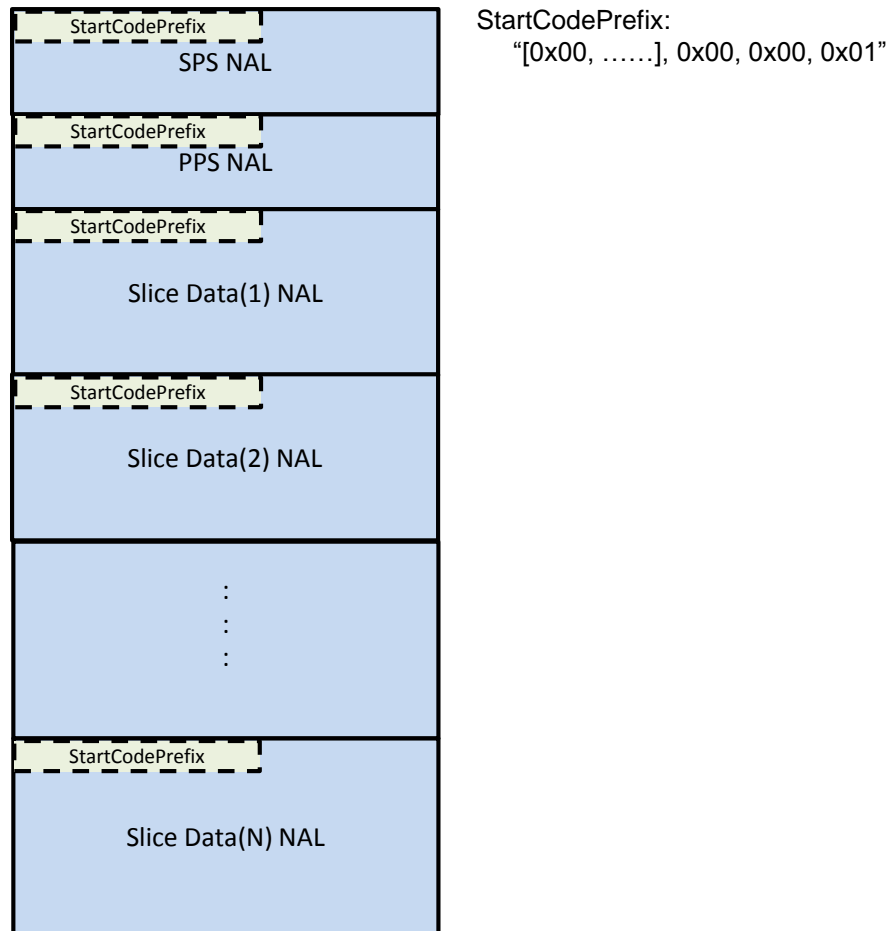 StartCodePrefix
SPS NAL
StartCodePrefix
PPS NAL
StartCodePrefix
Slice Data(1) NAL
StartCodePrefix
Slice Data(2) NAL
:
:
:
StartCodePrefix
Slice Data(N) NAL
StartCodePrefix:
“[0x00, ……], 0x00, 0x00, 0x01”